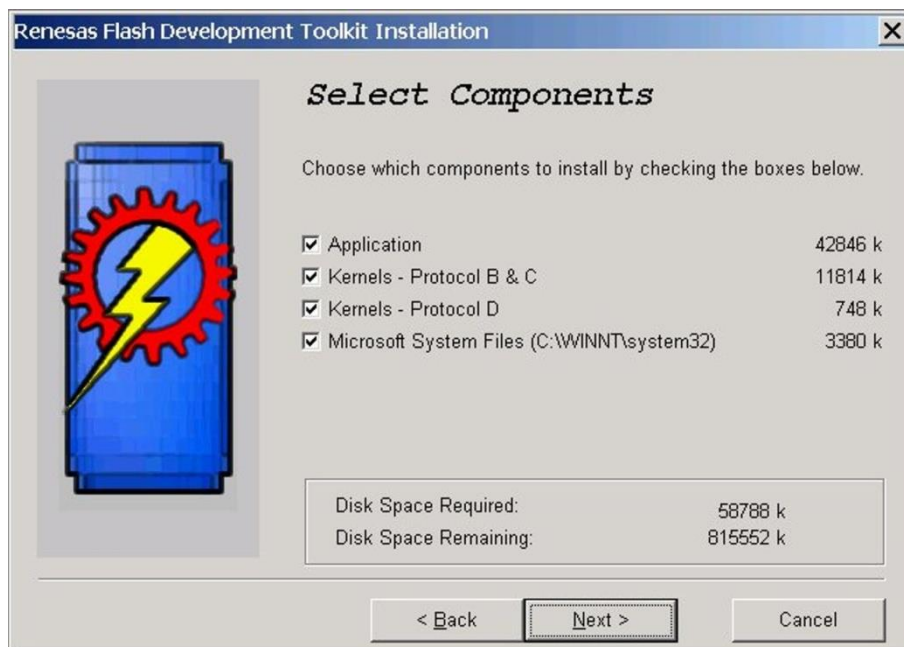 Renesas Flash Development Toolkit Installation
Select Components
Choose which components to install by checking the boxes below.
Application 42846 k
Kernels - Protocol B & C 11814 k
Kernels - Protocol D 748 k
Microsoft System Files (C:\WINNT\system32) 3380 k
Disk Space Required: 58788 k
Disk Space Remaining: 815552 k
< Back Next > Cancel